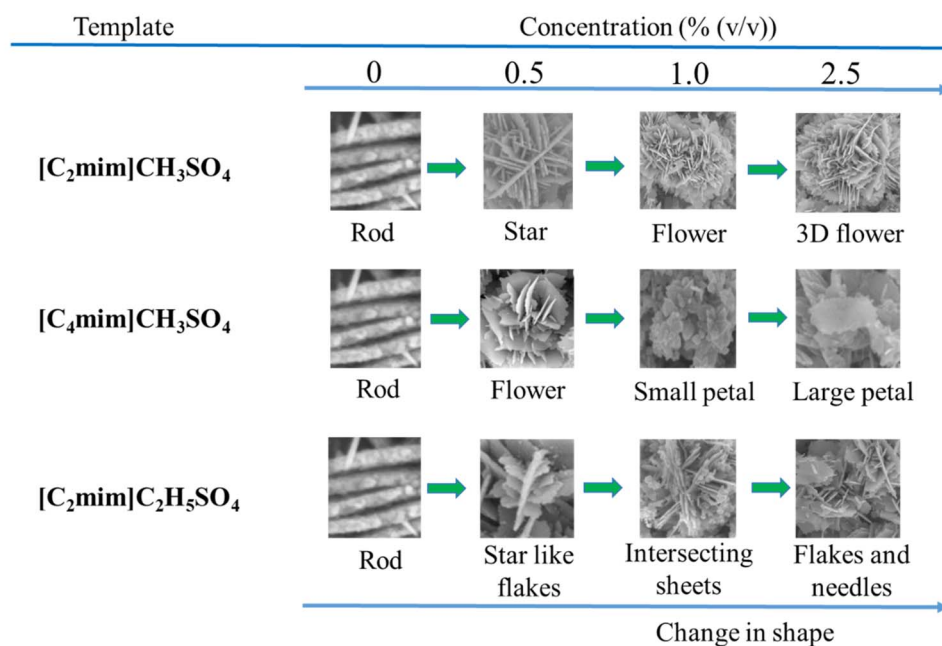 Template Concentration (% (v/v))
0 0.5 1.0 2.5
[C₂mim]CH₃SO₄
Rod Star Flower 3D flower
[C₄mim]CH₃SO₄
Rod Flower Small petal Large petal
[C₂mim]C₂H₅SO₄
Rod Star like flakes Intersecting sheets Flakes and needles
Change in shape